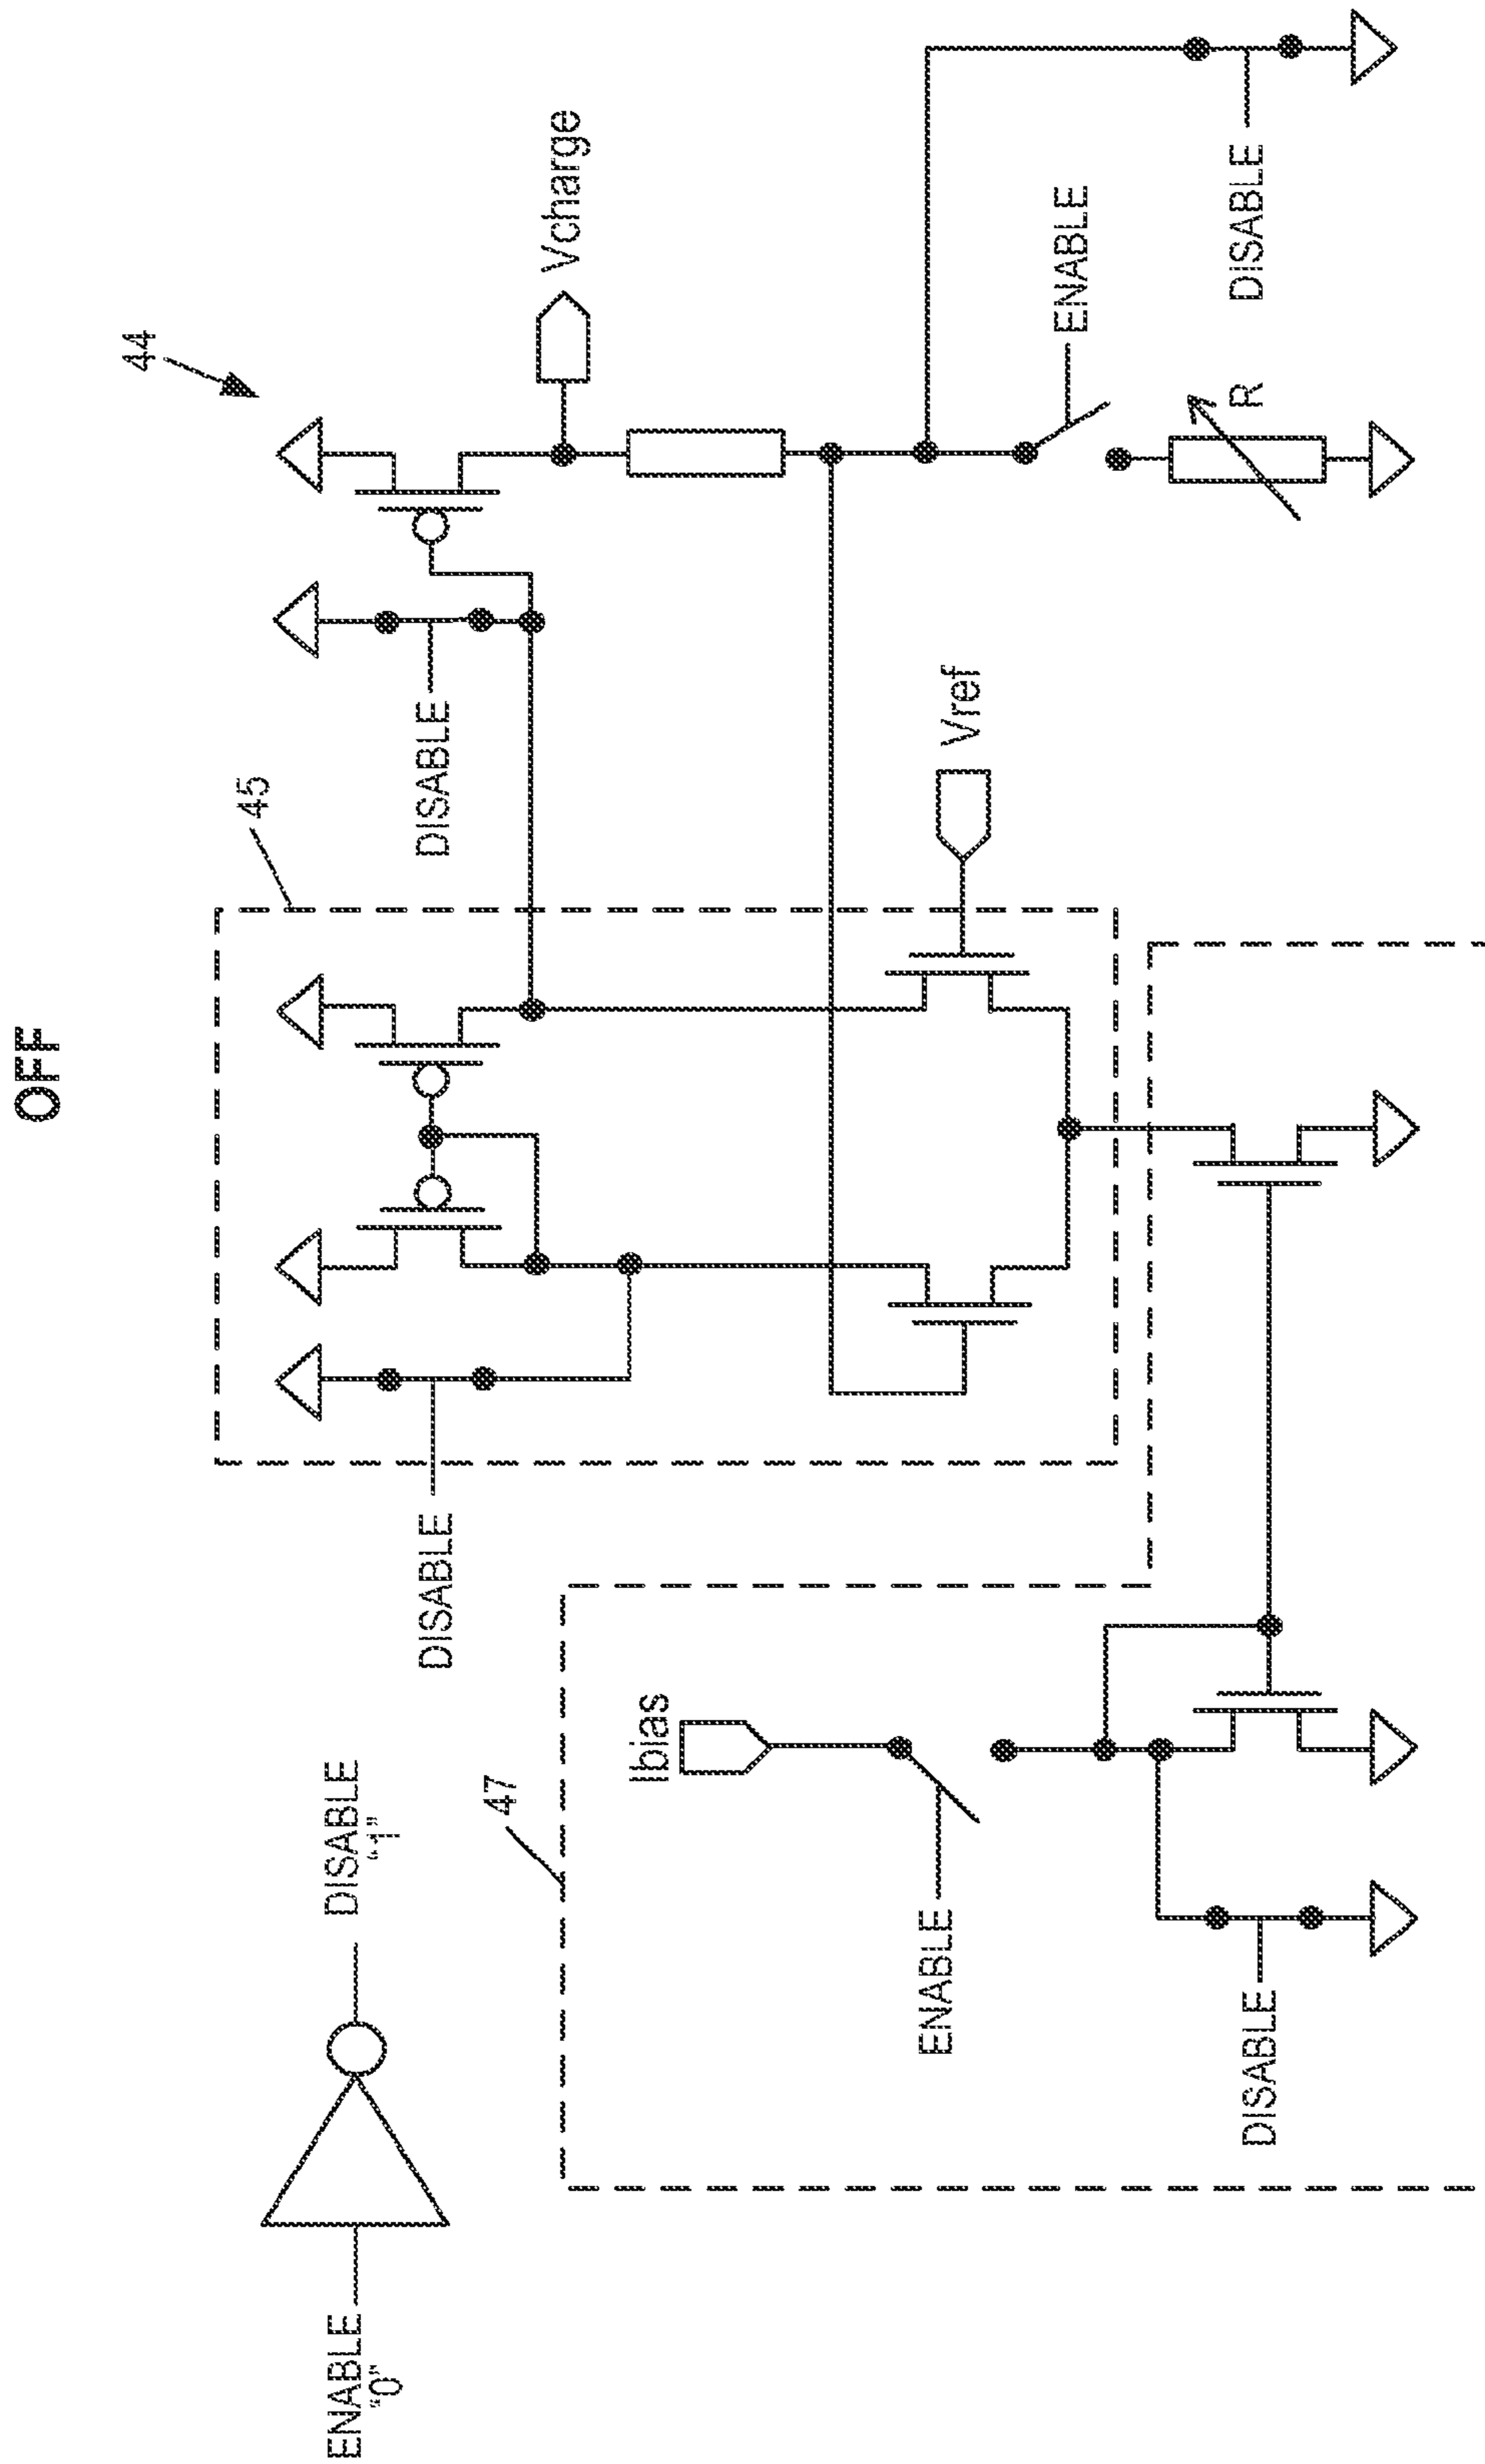 OFF
ENABLE
"0"
DISABLE
"1"
DISABLE
45
DISABLE
44
Vcharge
47
Ibias
ENABLE
DISABLE
Vref
ENABLE
R
DISABLE